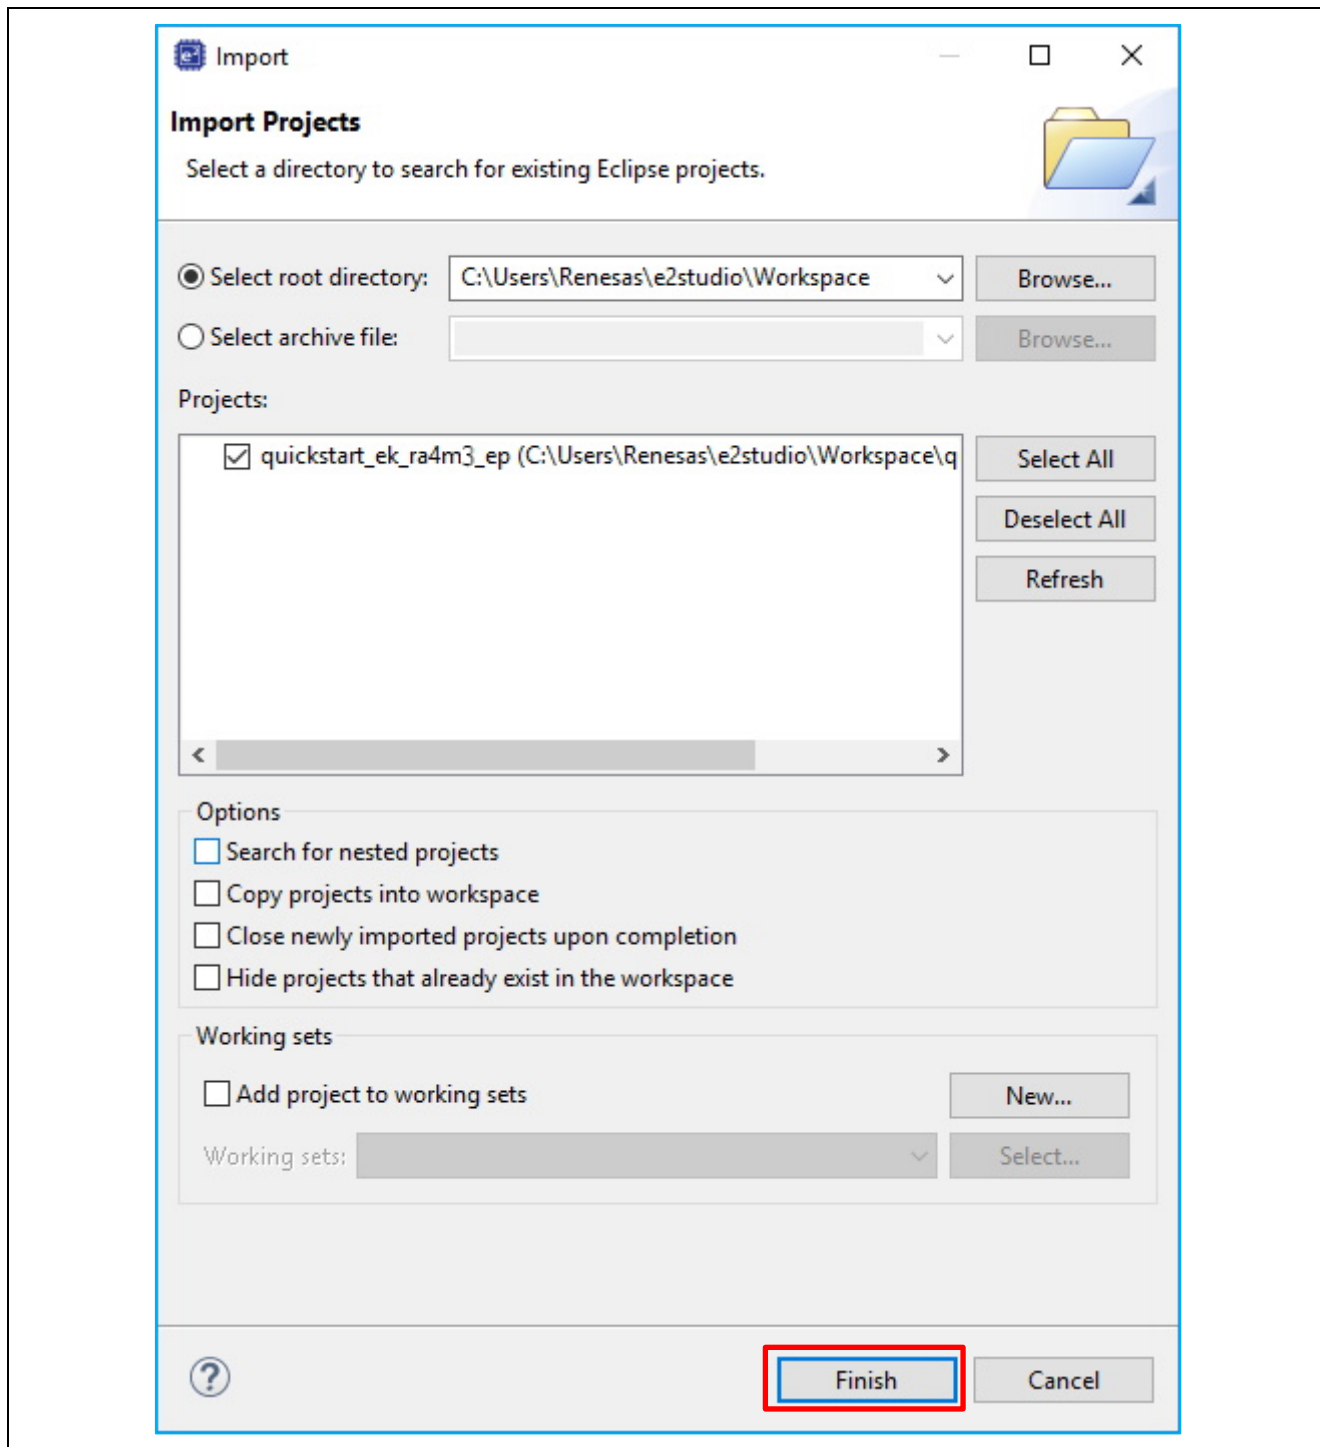 Import
Import Projects
Select a directory to search for existing Eclipse projects.
Select root directory: C:\Users\Renesas\e2studio\Workspace Browse...
Select archive file: Browse...
Projects:
quickstart_ek_ra4m3_ep (C:\Users\Renesas\e2studio\Workspace\q
Select All
Deselect All
Refresh
Options
Search for nested projects
Copy projects into workspace
Close newly imported projects upon completion
Hide projects that already exist in the workspace
Working sets
Add project to working sets New...
Working sets: Select...
Finish Cancel